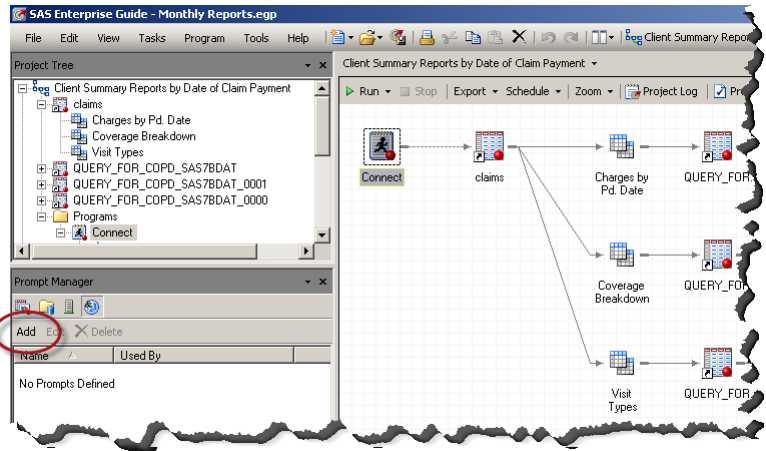 SAS Enterprise Guide - Monthly Reports.egp
File Edit View Tasks Program Tools Help Client Summary Repor
Project Tree
Client Summary Reports by Date of Claim Payment
claims
Charges by Pd. Date
Coverage Breakdown
Visit Types
QUERY_FOR_COPD_SAS7BDAT
QUERY_FOR_COPD_SAS7BDAT_0001
QUERY_FOR_COPD_SAS7BDAT_0000
Programs
Connect
Prompt Manager
Add Edit Delete
Name Used By
No Prompts Defined
Client Summary Reports by Date of Claim Payment
Run Stop Export Schedule Zoom Project Log Pr
Connect
claims
Charges by
Pd. Date
QUERY_FOR
Coverage
Breakdown
QUERY_FOR
Visit
Types
QUERY_FOR